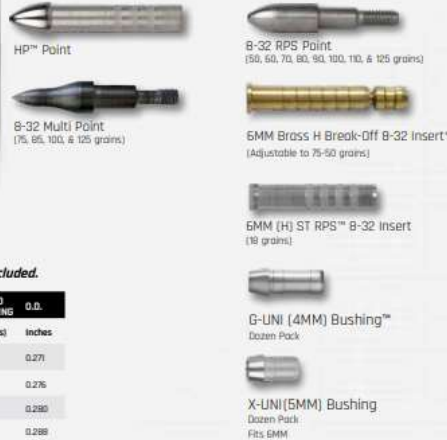 HP™ Point
8-32 Multi Point
(75, 85, 100, & 125 grains)
cluded.
O.D.
Inches
0.271
0.276
0.280
0.288
8-32 RPS Point
(50, 60, 70, 80, 90, 100, 110, & 125 grains)
6MM Brass H Break-Off 8-32 Insert
(Adjustable to 75-50 grains)
6MM (H) ST RPS™ 8-32 Insert
(18 grains)
G-UNI (4MM) Bushing™
Dozen Pack
X-UNI(5MM) Bushing
Dozen Pack
Fits 6MM